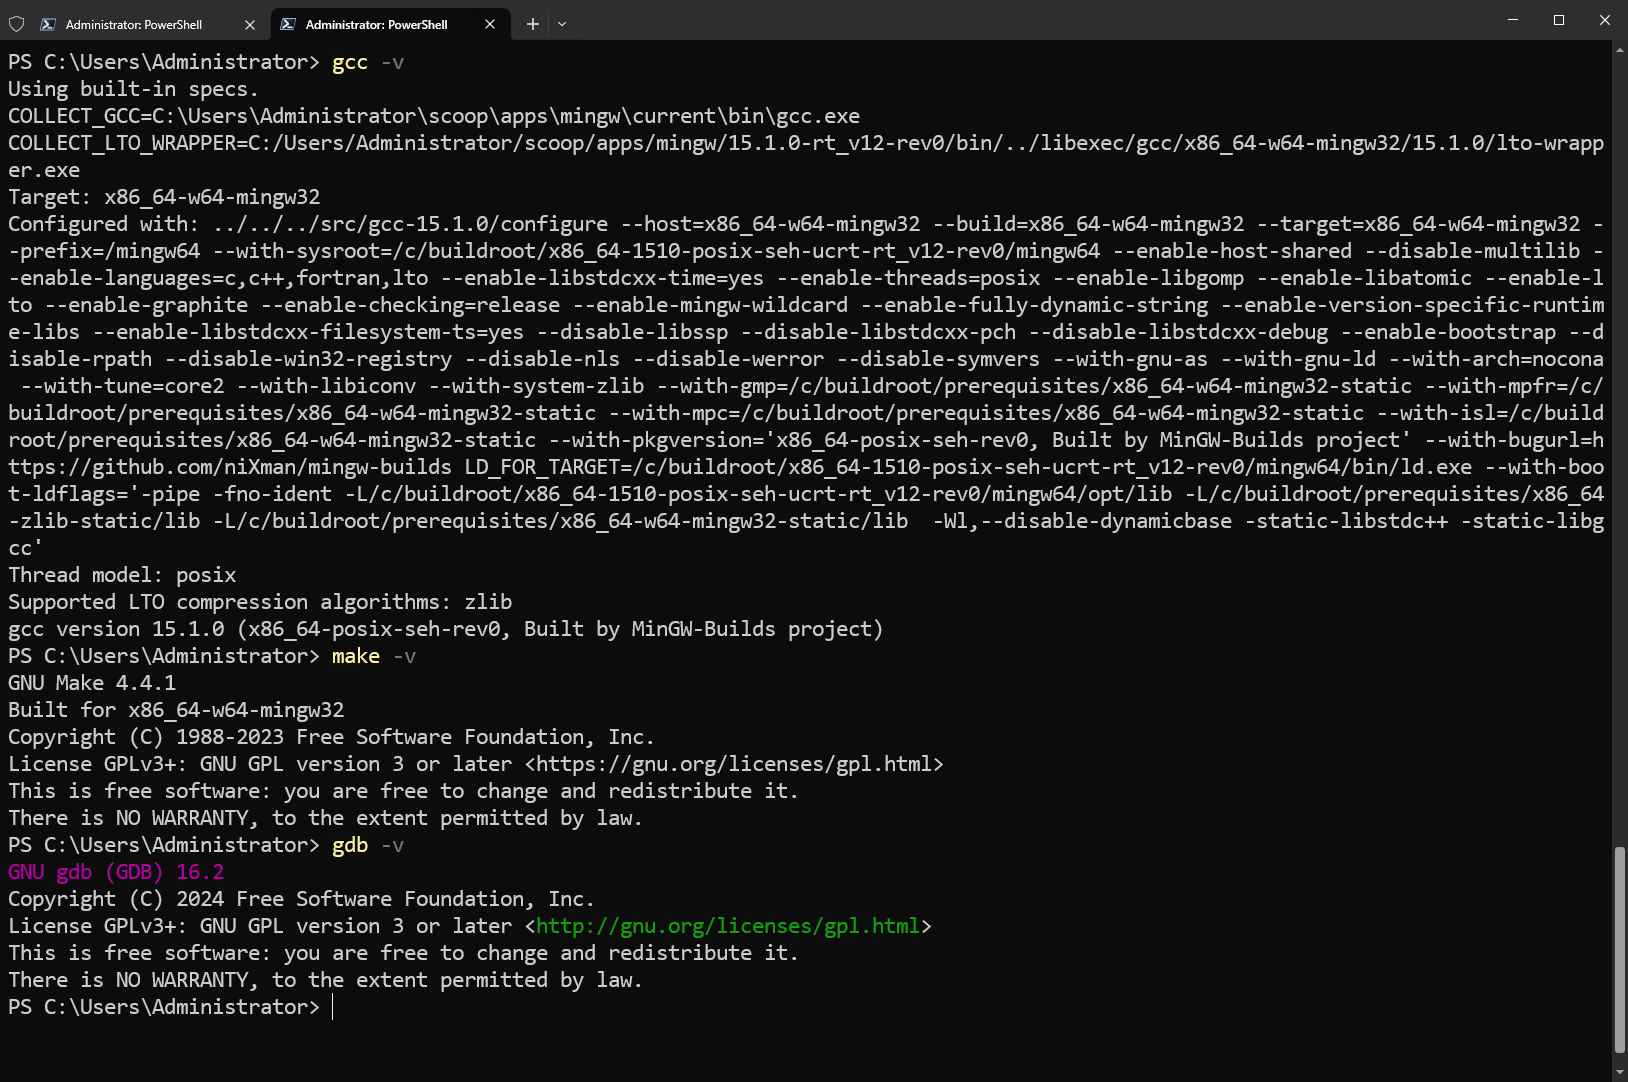 Administrator: PowerShell
Administrator: PowerShell
PS C:\Users\Administrator> gcc -v
Using built-in specs.
COLLECT_GCC=C:\Users\Administrator\scoop\apps\mingw\current\bin\gcc.exe
COLLECT_LTO_WRAPPER=C:/Users/Administrator/scoop/apps/mingw/15.1.0-rt_v12-rev0/bin/../libexec/gcc/x86_64-w64-mingw32/15.1.0/lto-wrapp
er.exe
Target: x86_64-w64-mingw32
Configured with: ../../../src/gcc-15.1.0/configure --host=x86_64-w64-mingw32 --build=x86_64-w64-mingw32 --target=x86_64-w64-mingw32 -
-prefix=/mingw64 --with-sysroot=/c/buildroot/x86_64-1510-posix-seh-ucrt-rt_v12-rev0/mingw64 --enable-host-shared --disable-multilib -
-enable-languages=c,c++,fortran,lto --enable-libstdcxx-time=yes --enable-threads=posix --enable-libgomp --enable-libatomic --enable-l
to --enable-graphite --enable-checking=release --enable-mingw-wildcard --enable-fully-dynamic-string --enable-version-specific-runtim
e-libs --enable-libstdcxx-filesystem-ts=yes --disable-libssp --disable-libstdcxx-pch --disable-libstdcxx-debug --enable-bootstrap --d
isable-rpath --disable-win32-registry --disable-nls --disable-werror --disable-symvers --with-gnu-as --with-gnu-ld --with-arch=nocona
 --with-tune=core2 --with-libiconv --with-system-zlib --with-gmp=/c/buildroot/prerequisites/x86_64-w64-mingw32-static --with-mpfr=/c/
buildroot/prerequisites/x86_64-w64-mingw32-static --with-mpc=/c/buildroot/prerequisites/x86_64-w64-mingw32-static --with-isl=/c/build
root/prerequisites/x86_64-w64-mingw32-static --with-pkgversion='x86_64-posix-seh-rev0, Built by MinGW-Builds project' --with-bugurl=h
ttps://github.com/niXman/mingw-builds LD_FOR_TARGET=/c/buildroot/x86_64-1510-posix-seh-ucrt-rt_v12-rev0/mingw64/bin/ld.exe --with-boo
t-ldflags='-pipe -fno-ident -L/c/buildroot/x86_64-1510-posix-seh-ucrt-rt_v12-rev0/mingw64/opt/lib -L/c/buildroot/prerequisites/x86_64
-zlib-static/lib -L/c/buildroot/prerequisites/x86_64-w64-mingw32-static/lib  -Wl,--disable-dynamicbase -static-libstdc++ -static-libg
cc'
Thread model: posix
Supported LTO compression algorithms: zlib
gcc version 15.1.0 (x86_64-posix-seh-rev0, Built by MinGW-Builds project)
PS C:\Users\Administrator> make -v
GNU Make 4.4.1
Built for x86_64-w64-mingw32
Copyright (C) 1988-2023 Free Software Foundation, Inc.
License GPLv3+: GNU GPL version 3 or later <https://gnu.org/licenses/gpl.html>
This is free software: you are free to change and redistribute it.
There is NO WARRANTY, to the extent permitted by law.
PS C:\Users\Administrator> gdb -v
GNU gdb (GDB) 16.2
Copyright (C) 2024 Free Software Foundation, Inc.
License GPLv3+: GNU GPL version 3 or later <http://gnu.org/licenses/gpl.html>
This is free software: you are free to change and redistribute it.
There is NO WARRANTY, to the extent permitted by law.
PS C:\Users\Administrator>